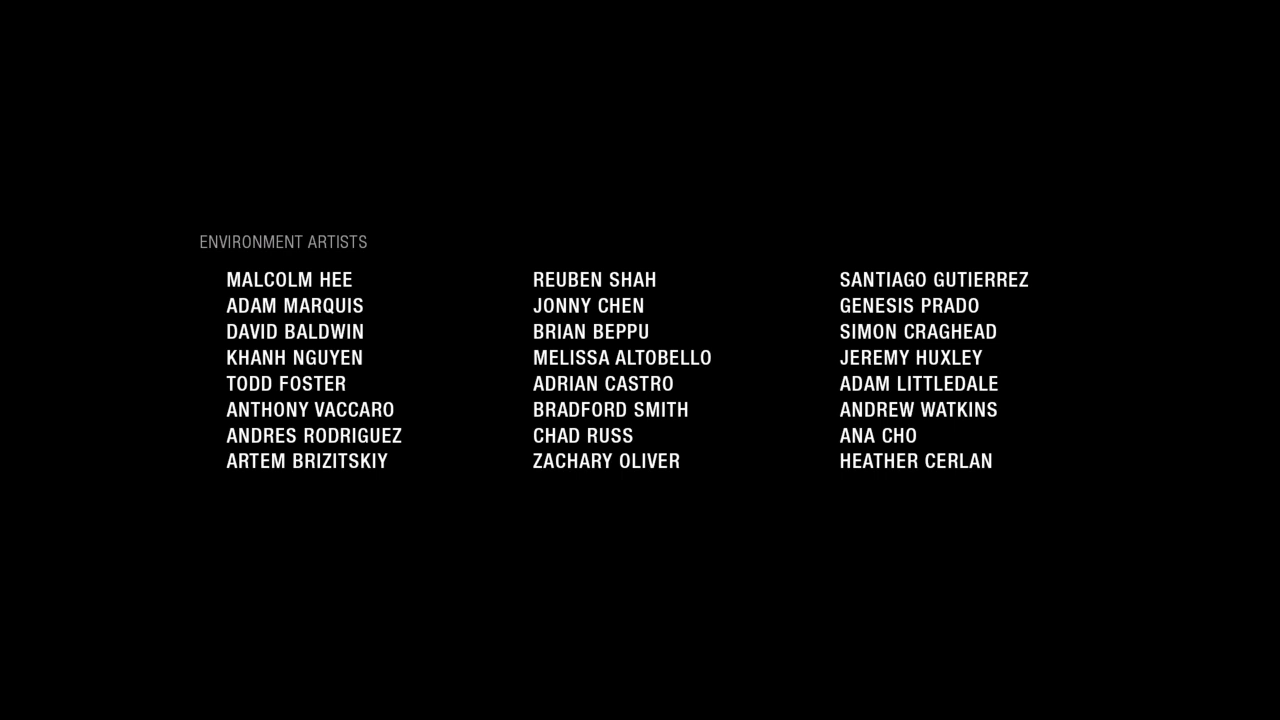 ENVIRONMENT ARTISTS
MALCOLM HEE
ADAM MARQUIS
DAVID BALDWIN
KHANH NGUYEN
TODD FOSTER
ANTHONY VACCARO
ANDRES RODRIGUEZ
ARTEM BRIZITSKIY
REUBEN SHAH
JONNY CHEN
BRIAN BEPPU
MELISSA ALTOBELLO
ADRIAN CASTRO
BRADFORD SMITH
CHAD RUSS
ZACHARY OLIVER
SANTIAGO GUTIERREZ
GENESIS PRADO
SIMON CRAGHEAD
JEREMY HUXLEY
ADAM LITTLEDALE
ANDREW WATKINS
ANA CHO
HEATHER CERLAN